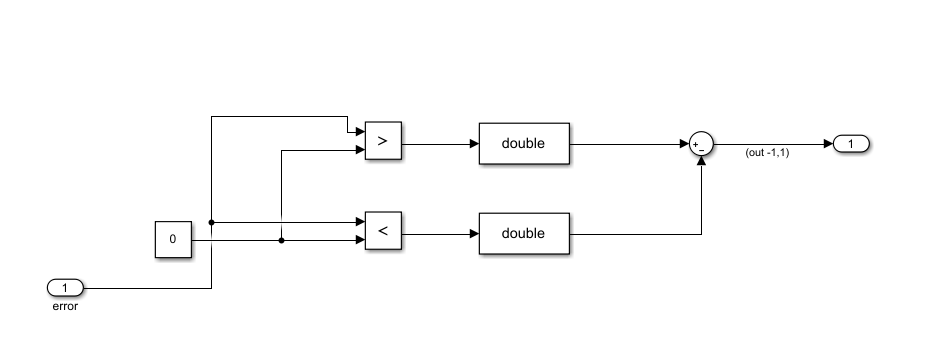 >
double
+
−
(out -1,1)
1
0
<
double
1
error